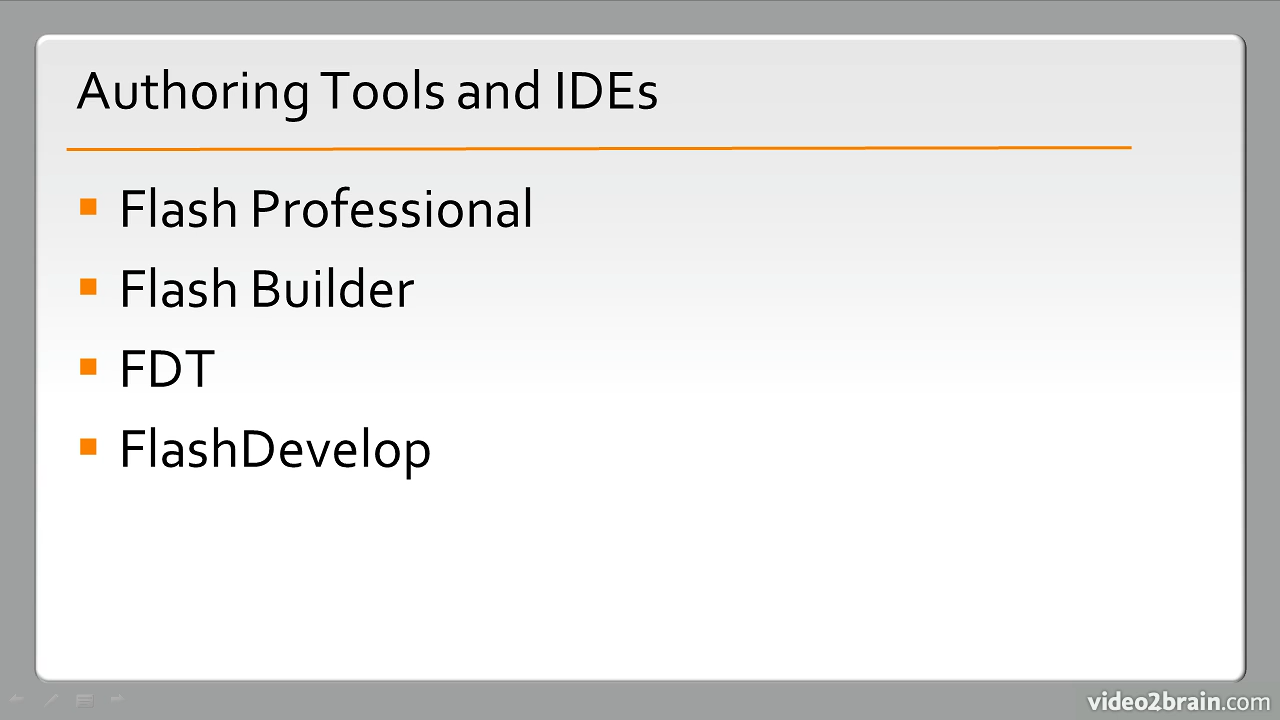 Authoring Tools and IDEs
Flash Professional
Flash Builder
FDT
FlashDevelop
video2brain.com